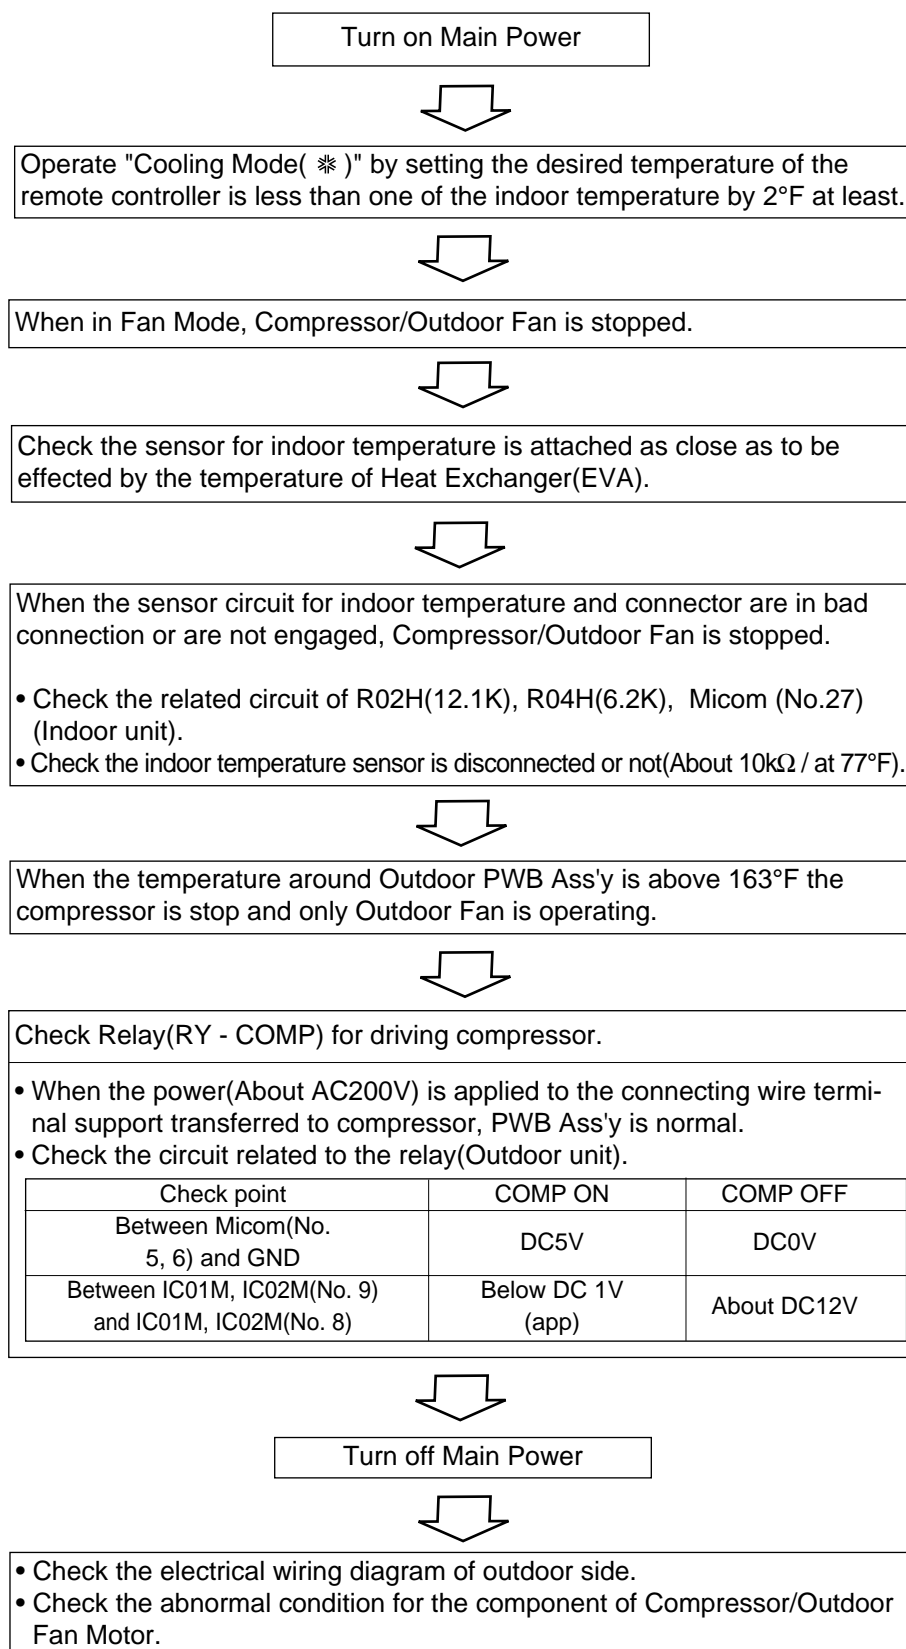 Turn on Main Power
Operate "Cooling Mode( ❋ )" by setting the desired temperature of the
remote controller is less than one of the indoor temperature by 2°F at least.
When in Fan Mode, Compressor/Outdoor Fan is stopped.
Check the sensor for indoor temperature is attached as close as to be
effected by the temperature of Heat Exchanger(EVA).
When the sensor circuit for indoor temperature and connector are in bad
connection or are not engaged, Compressor/Outdoor Fan is stopped.
• Check the related circuit of R02H(12.1K), R04H(6.2K), Micom (No.27)
(Indoor unit).
• Check the indoor temperature sensor is disconnected or not(About 10kΩ / at 77°F).
When the temperature around Outdoor PWB Ass'y is above 163°F the
compressor is stop and only Outdoor Fan is operating.
Check Relay(RY - COMP) for driving compressor.
• When the power(About AC200V) is applied to the connecting wire termi-
nal support transferred to compressor, PWB Ass'y is normal.
• Check the circuit related to the relay(Outdoor unit).
Check point COMP ON COMP OFF
Between Micom(No.
5, 6) and GND DC5V DC0V
Between IC01M, IC02M(No. 9)
and IC01M, IC02M(No. 8) Below DC 1V
(app) About DC12V
Turn off Main Power
• Check the electrical wiring diagram of outdoor side.
• Check the abnormal condition for the component of Compressor/Outdoor
Fan Motor.